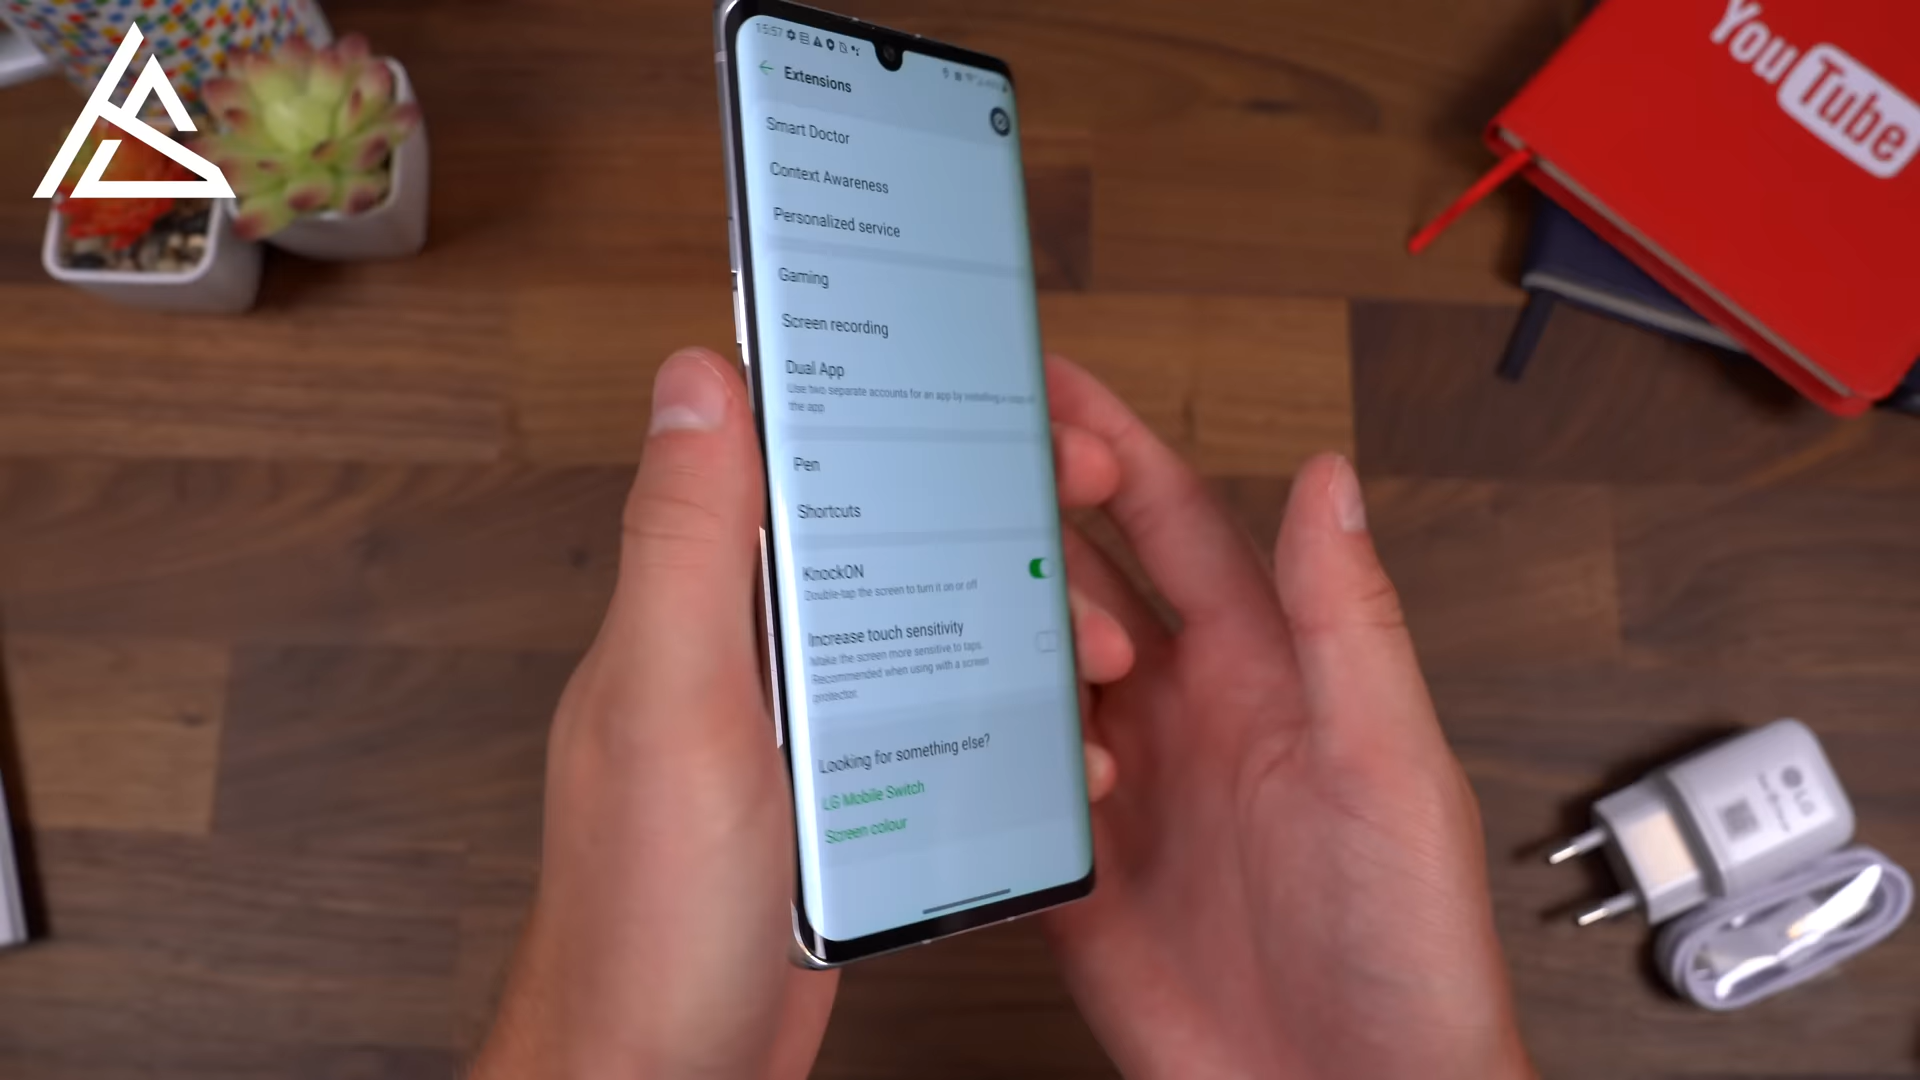 15:57
Extensions
Smart Doctor
Context Awareness
Personalized service
Gaming
Screen recording
Dual App
Use two separate accounts for an app by installing a copy of
the app
Pen
Shortcuts
KnockON
Double-tap the screen to turn it on or off
Increase touch sensitivity
Make the screen more sensitive to taps.
Recommended when using with a screen
protector.
Looking for something else?
LG Mobile Switch
Screen colour
YouTube
LG